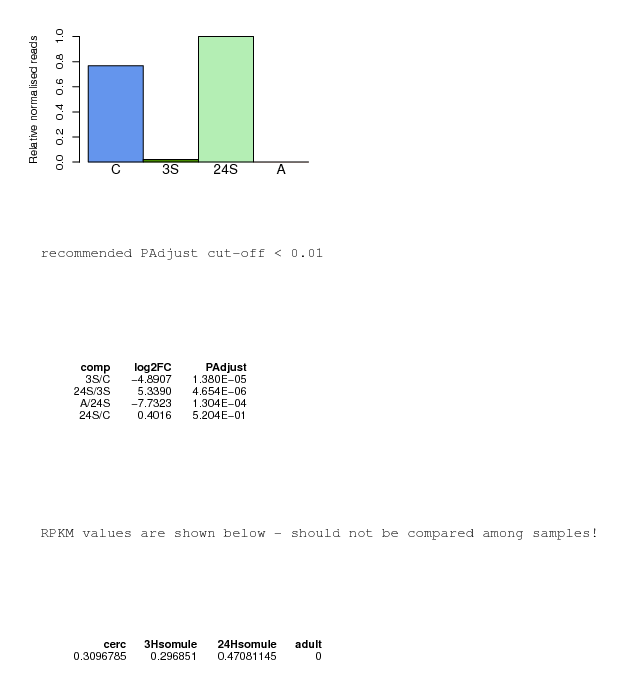 Relative normalised reads
1.0
0.8
0.6
0.4
0.2
0.0
C 3S 24S A
recommended PAdjust cut-off < 0.01
comp log2FC PAdjust
3S/C −4.8907 1.380E−05
24S/3S 5.3390 4.654E−06
A/24S −7.7323 1.304E−04
24S/C 0.4016 5.204E−01
RPKM values are shown below - should not be compared among samples!
cerc 3Hsomule 24Hsomule adult
0.3096785 0.296851 0.47081145 0